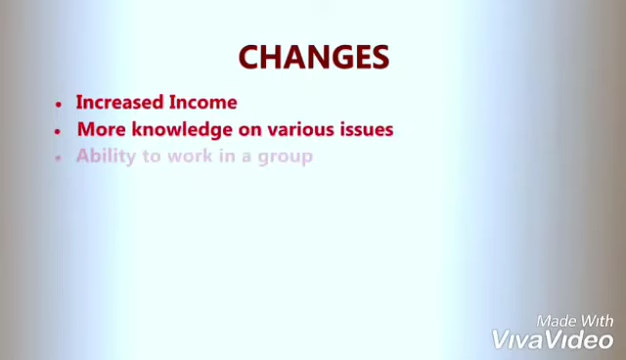 CHANGES
• Increased Income
• More knowledge on various issues
• Ability to work in a group
Made With
VivaVideo